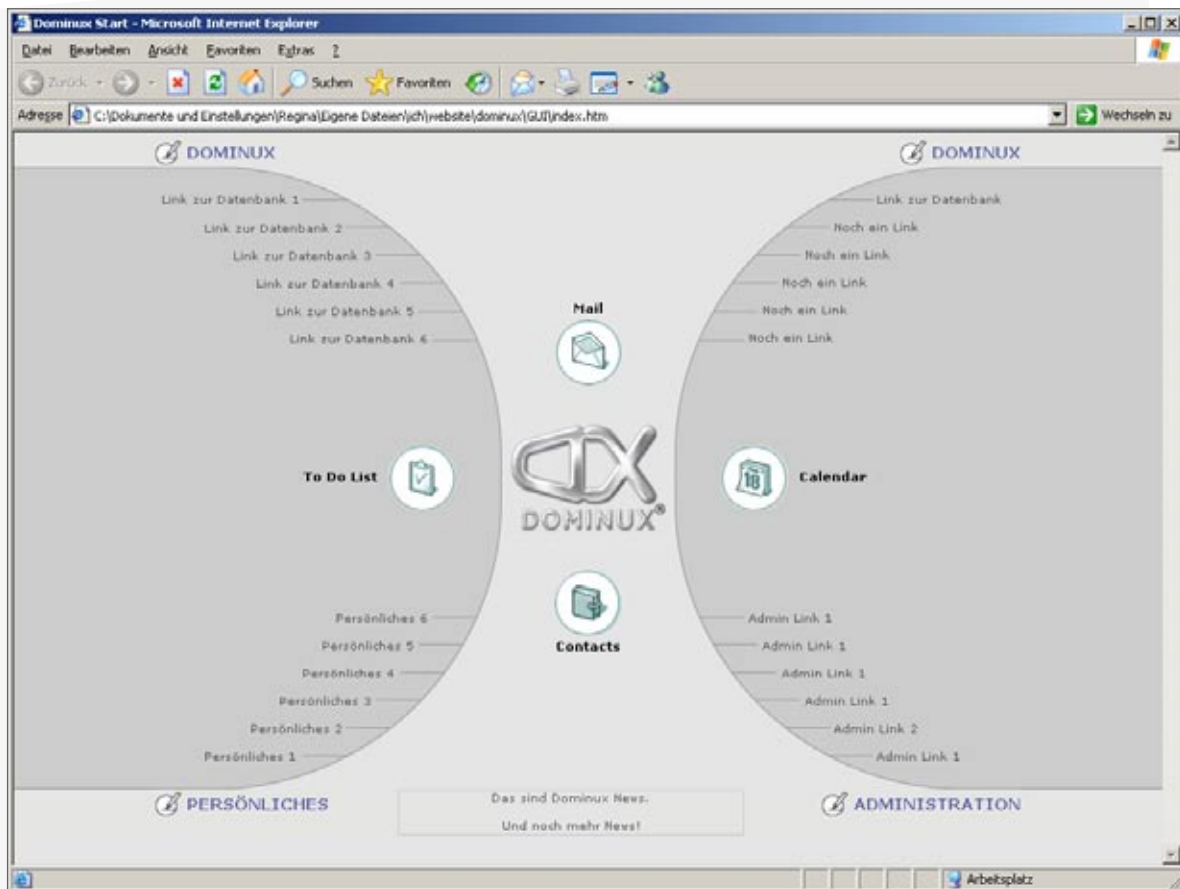 Dominux Start - Microsoft Internet Explorer
Datei Bearbeiten Ansicht Favoriten Extras ?
Zurück Suchen Favoriten
Adresse C:\Dokumente und Einstellungen\Regina\Eigene Dateien\ich\website\dominux\GUI\index.htm Wechseln zu
DOMINUX
Link zur Datenbank 1
Link zur Datenbank 2
Link zur Datenbank 3
Link zur Datenbank 4
Link zur Datenbank 5
Link zur Datenbank 6
DOMINUX
Link zur Datenbank
Noch ein Link
Noch ein Link
Noch ein Link
Noch ein Link
Noch ein Link
Mail
To Do List
DOMINUX®
18
Calendar
Contacts
Persönliches 6
Persönliches 5
Persönliches 4
Persönliches 3
Persönliches 2
Persönliches 1
PERSÖNLICHES
Admin Link 1
Admin Link 1
Admin Link 1
Admin Link 1
Admin Link 2
Admin Link 1
ADMINISTRATION
Das sind Dominux News.
Und noch mehr News!
Arbeitsplatz